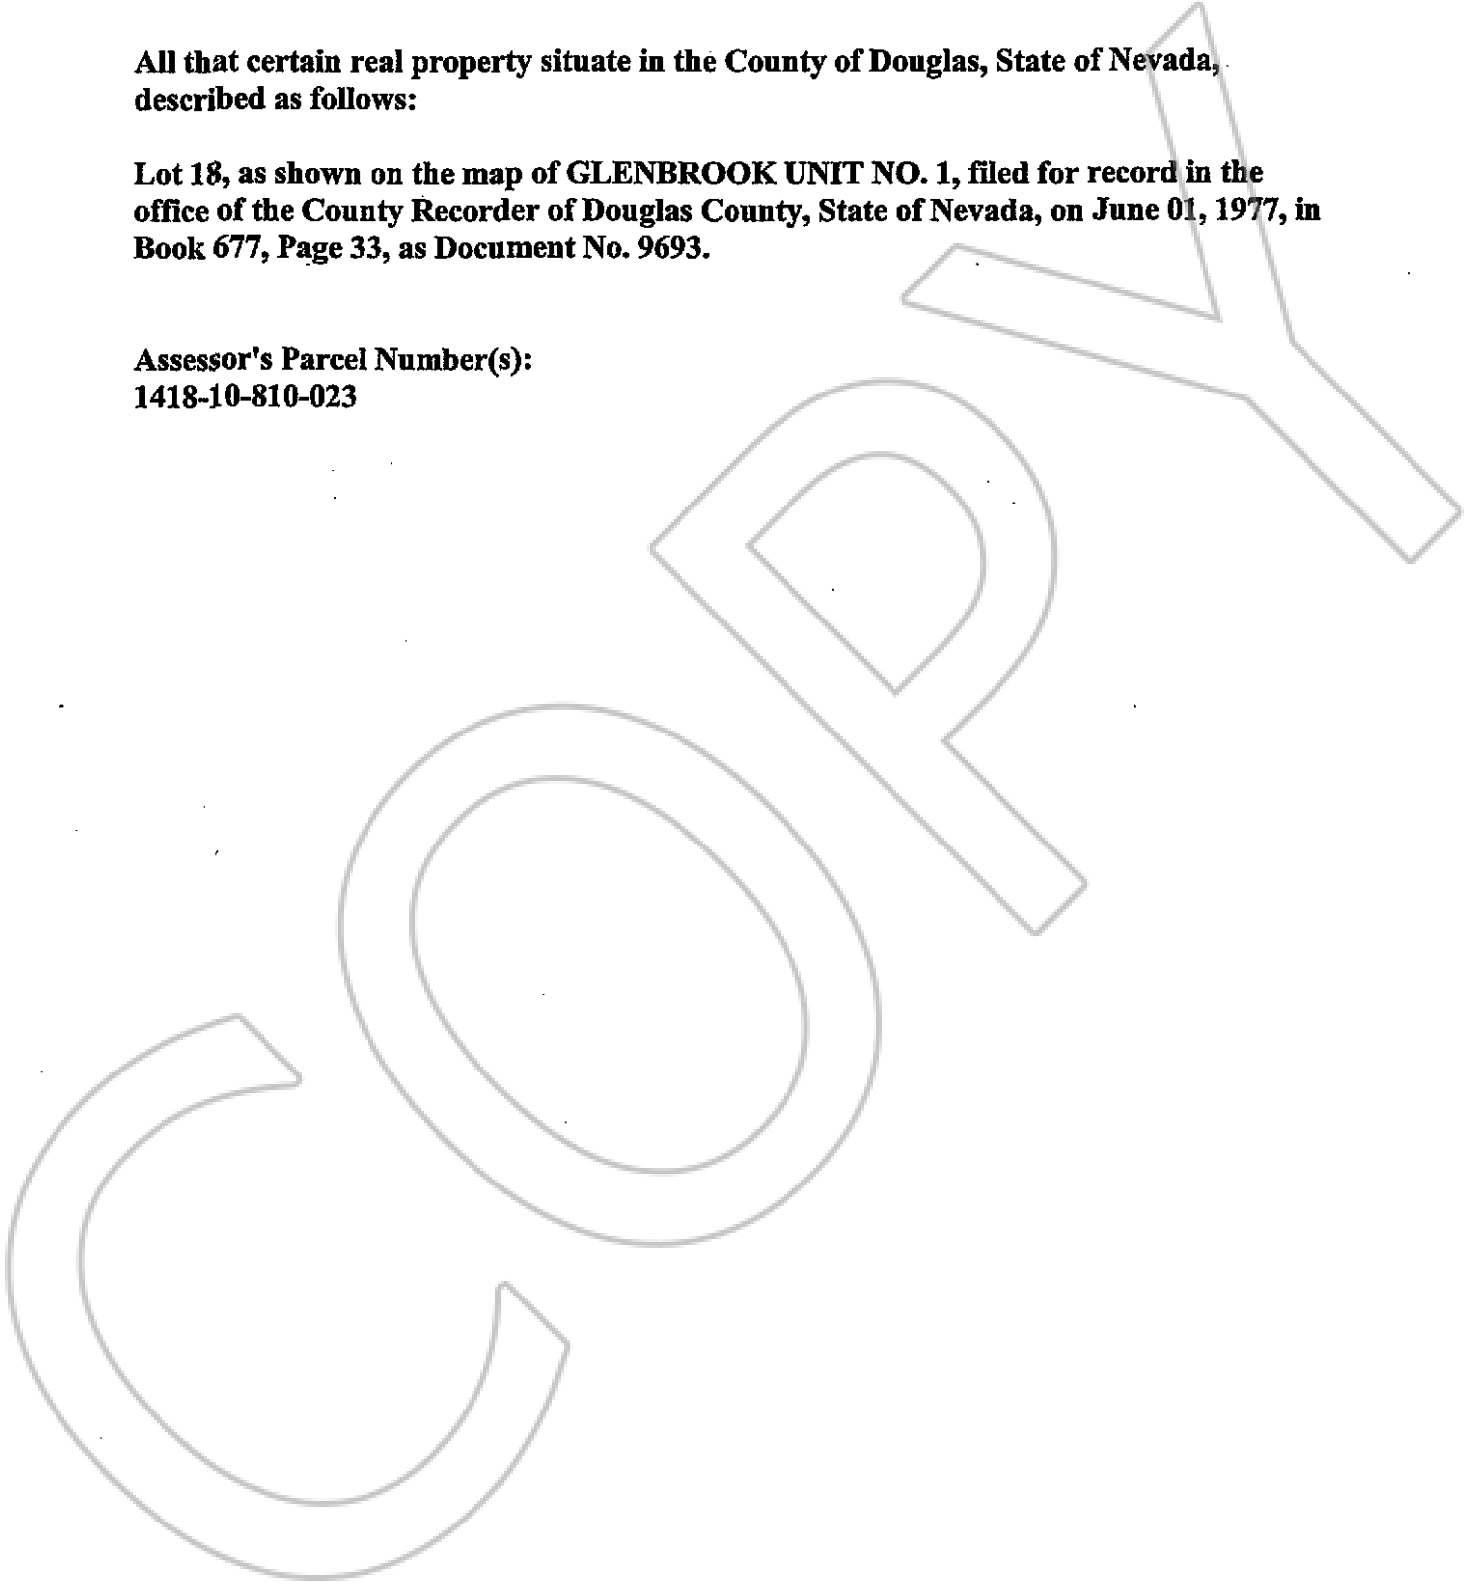 All that certain real property situate in the County of Douglas, State of Nevada,
described as follows:
Lot 18, as shown on the map of GLENBROOK UNIT NO. 1, filed for record in the
office of the County Recorder of Douglas County, State of Nevada, on June 01, 1977, in
Book 677, Page 33, as Document No. 9693.
Assessor's Parcel Number(s):
1418-10-810-023
COPY